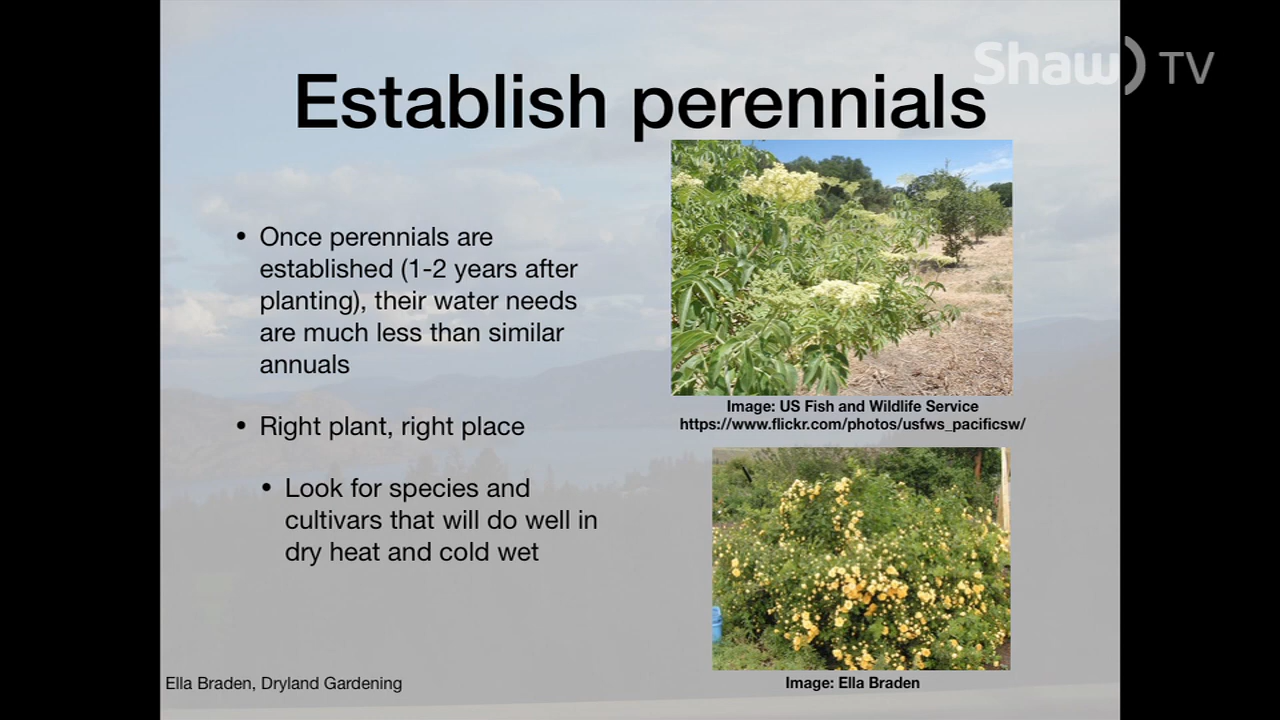 Shaw) TV
Establish perennials
• Once perennials are
established (1-2 years after
planting), their water needs
are much less than similar
annuals
• Right plant, right place
• Look for species and
cultivars that will do well in
dry heat and cold wet
Image: US Fish and Wildlife Service
https://www.flickr.com/photos/usfws_pacificsw/
Image: Ella Braden
Ella Braden, Dryland Gardening